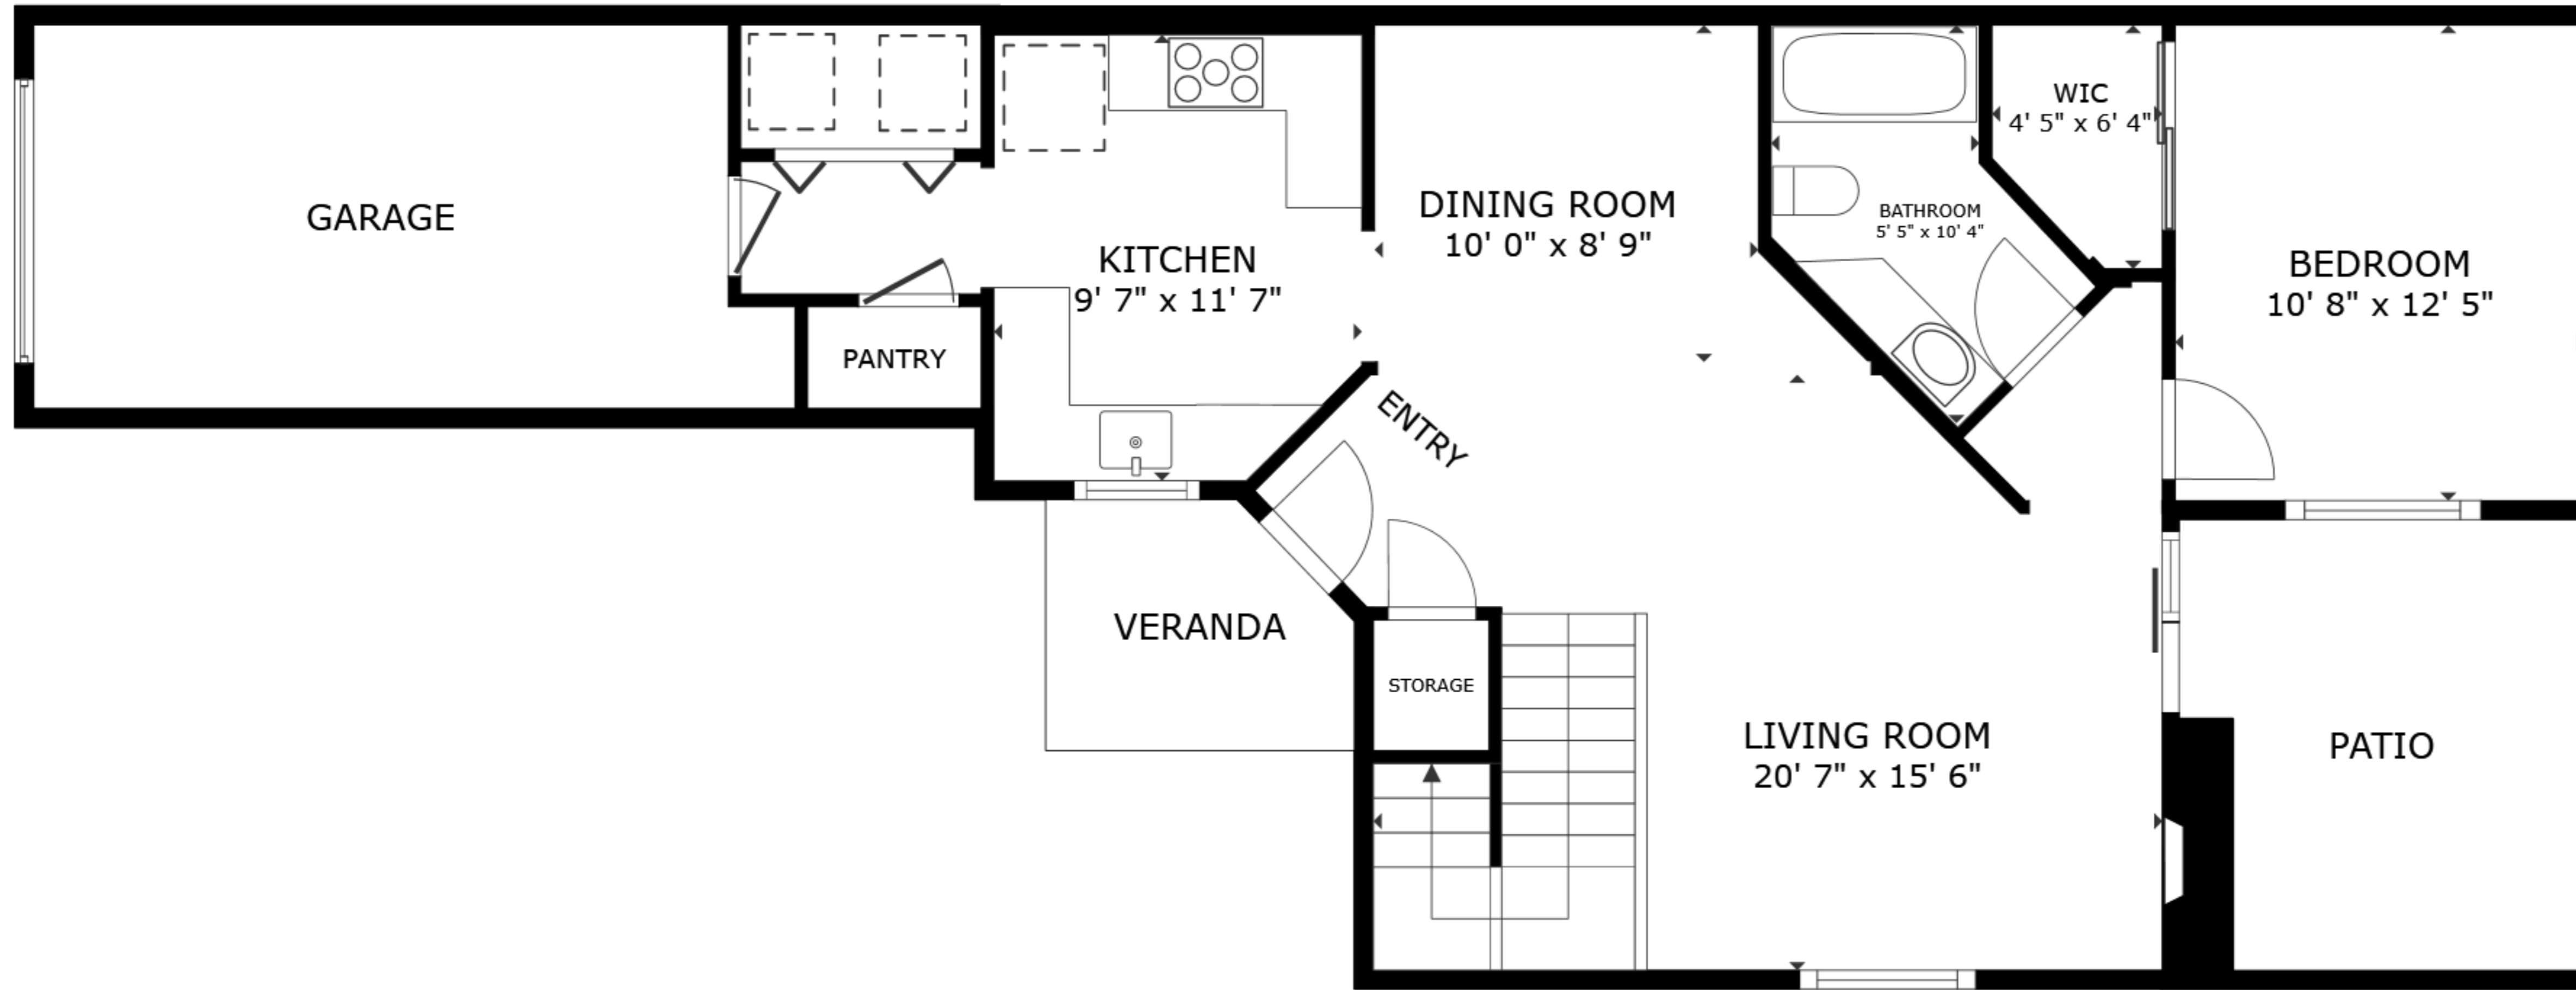 GARAGE
PANTRY
KITCHEN
9' 7" x 11' 7"
DINING ROOM
10' 0" x 8' 9"
BATHROOM
5' 5" x 10' 4"
WIC
4' 5" x 6' 4"
BEDROOM
10' 8" x 12' 5"
ENTRY
VERANDA
STORAGE
LIVING ROOM
20' 7" x 15' 6"
PATIO